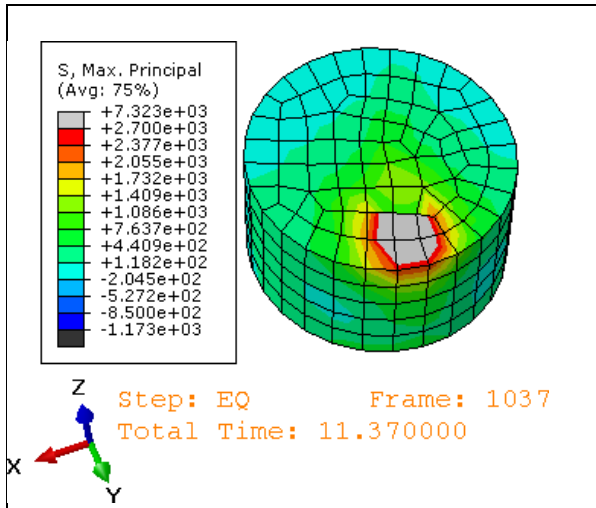 S, Max. Principal
(Avg: 75%)
+7.323e+03
+2.700e+03
+2.377e+03
+2.055e+03
+1.732e+03
+1.409e+03
+1.086e+03
+7.637e+02
+4.409e+02
+1.182e+02
-2.045e+02
-5.272e+02
-8.500e+02
-1.173e+03
Z
X
Y
Step: EQ Frame: 1037
Total Time: 11.370000